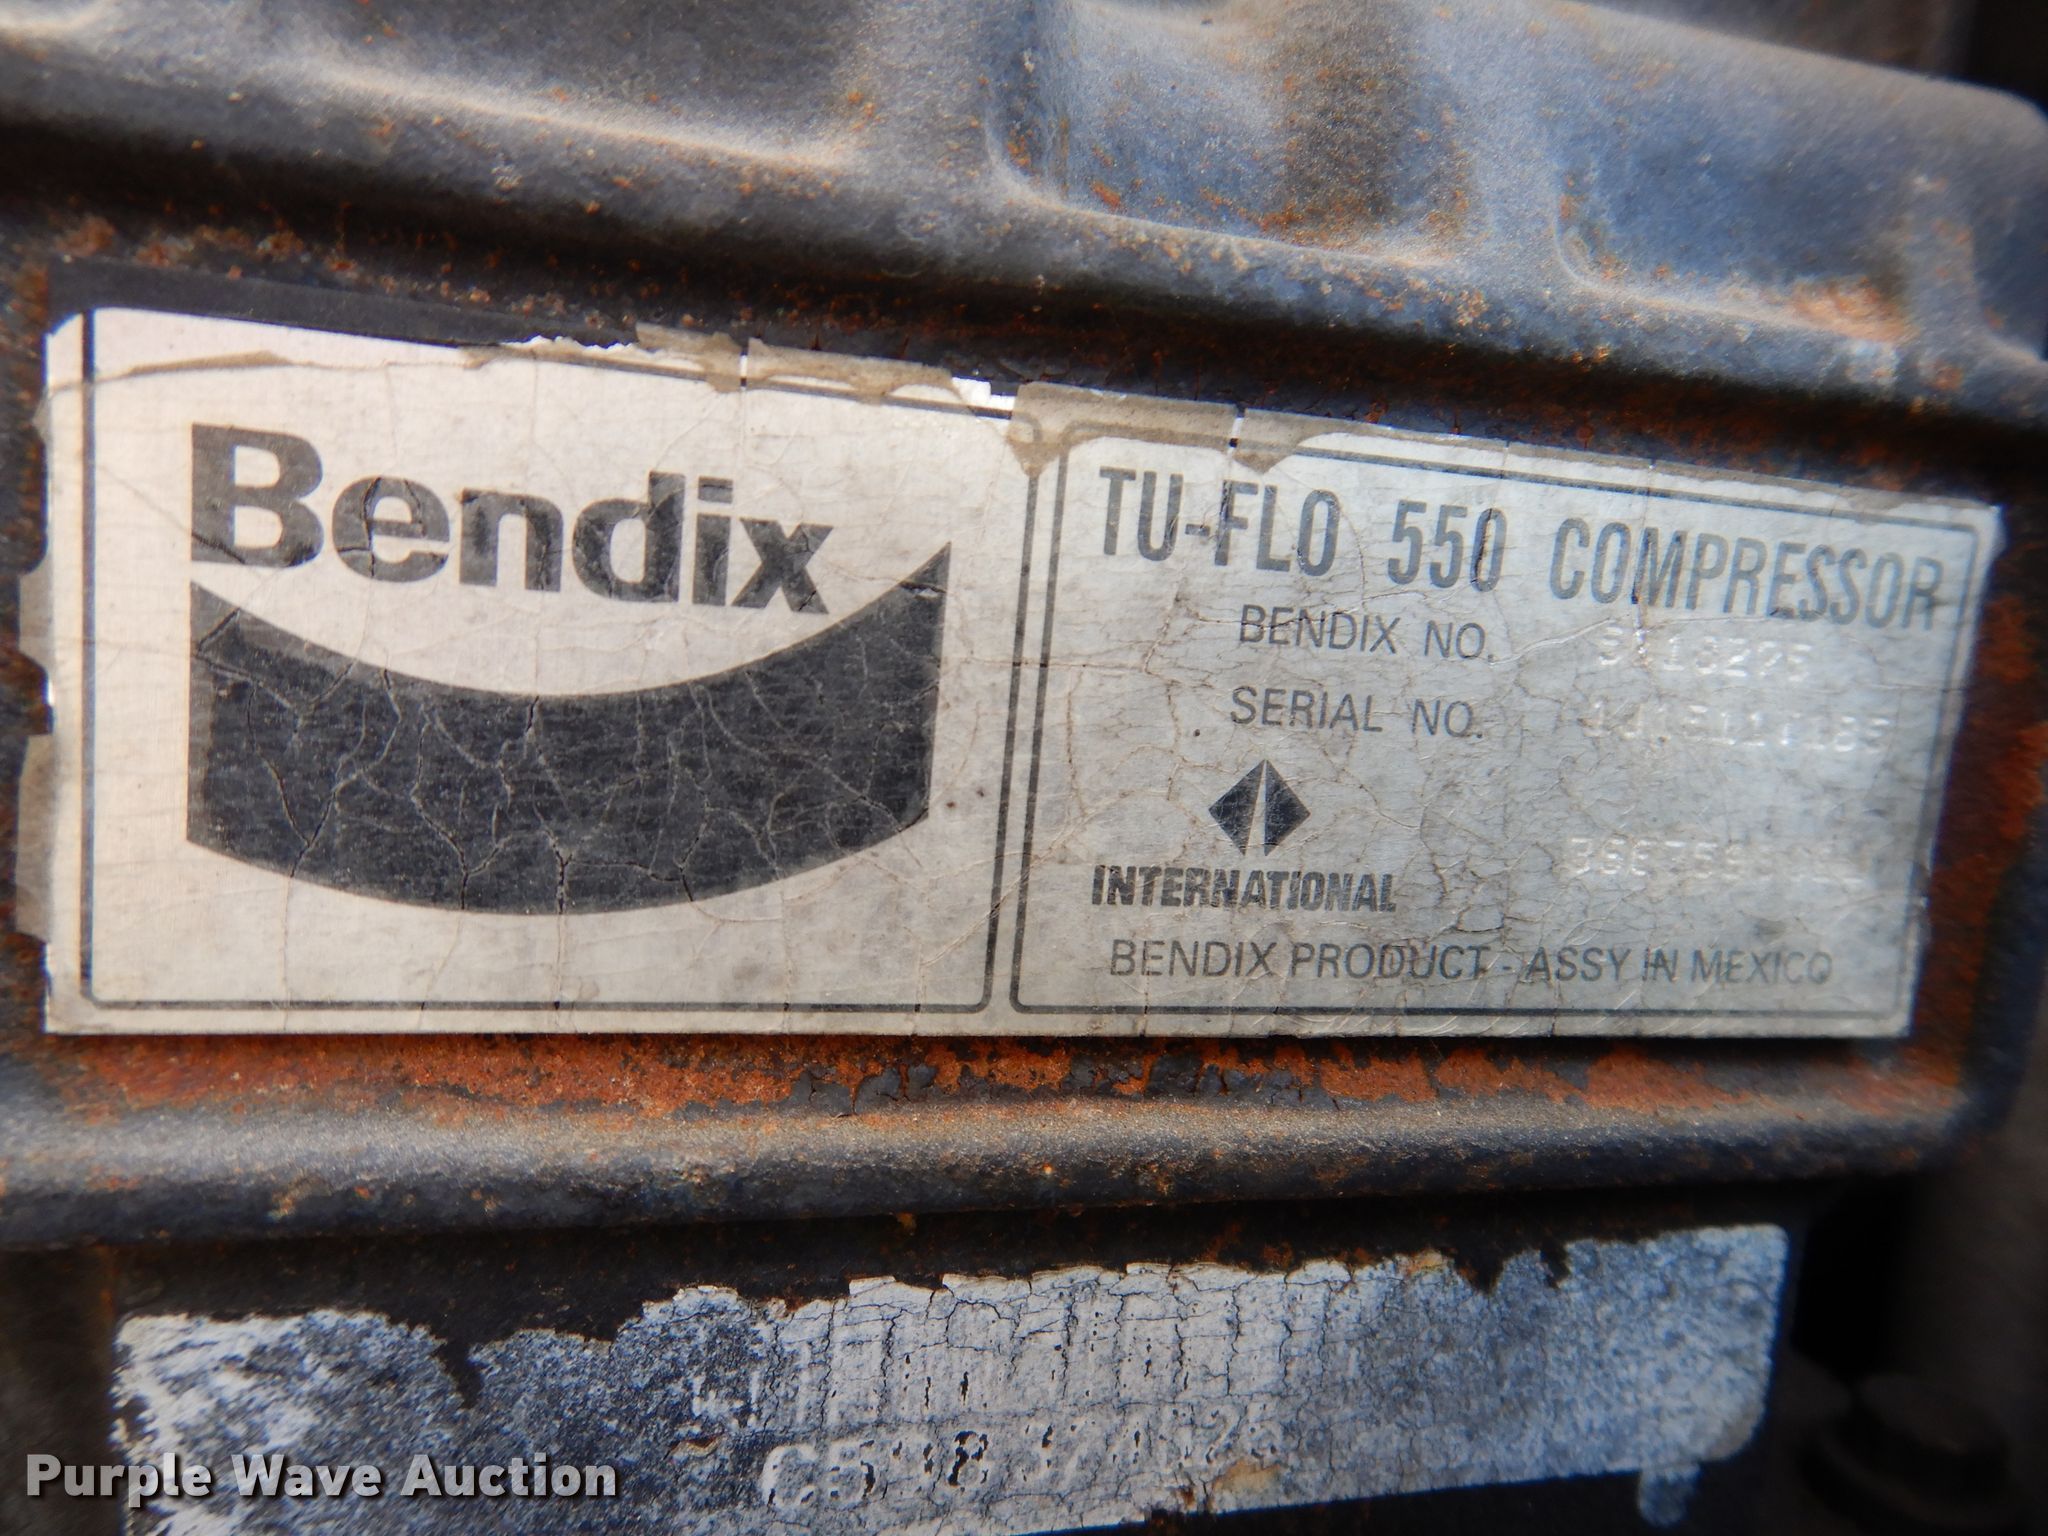 Bendix
TU-FLO 550 COMPRESSOR
BENDIX NO.
SERIAL NO.
INTERNATIONAL
BENDIX PRODUCT - ASSY IN MEXICO
Purple Wave Auction